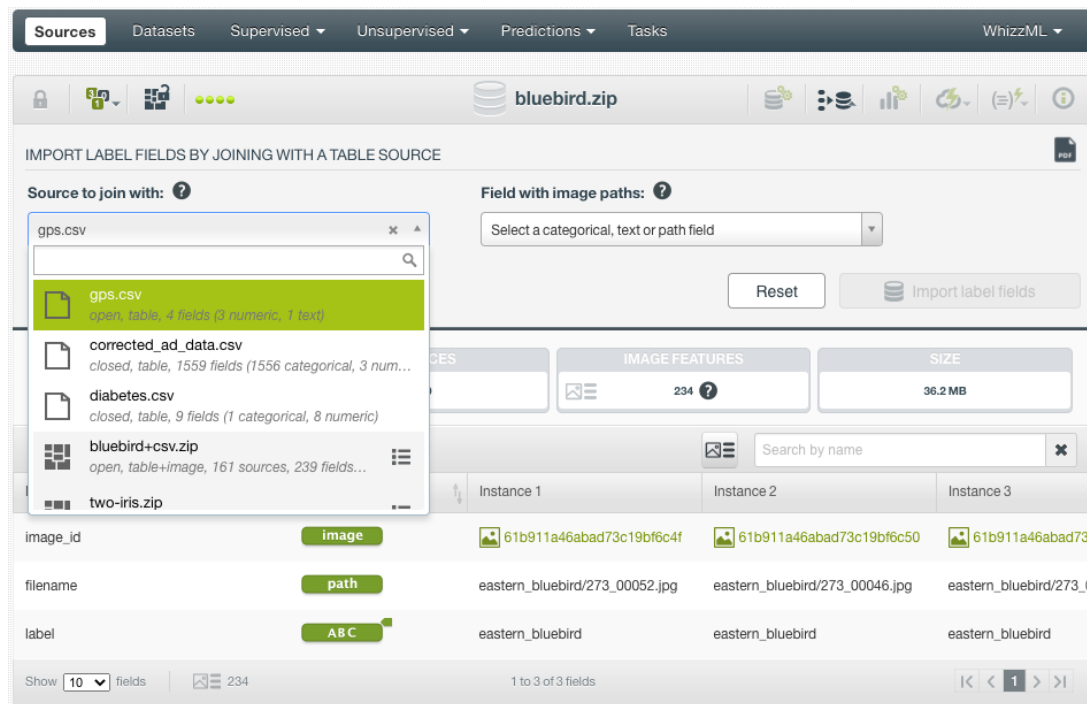 Sources Datasets Supervised Unsupervised Predictions Tasks WhizzML
bluebird.zip
IMPORT LABEL FIELDS BY JOINING WITH A TABLE SOURCE
PDF
Source to join with: ? Field with image paths: ?
gps.csv Select a categorical, text or path field
gps.csv
open, table, 4 fields (3 numeric, 1 text)
Reset Import label fields
corrected_ad_data.csv
closed, table, 1559 fields (1556 categorical, 3 num...
IMAGE FEATURES SIZE
diabetes.csv
closed, table, 9 fields (1 categorical, 8 numeric)
234 ? 36.2 MB
bluebird+csv.zip
open, table+image, 161 sources, 239 fields...
Search by name
two-iris.zip
Instance 1 Instance 2 Instance 3
image_id image 61b911a46abad73c19bf6c4f 61b911a46abad73c19bf6c50 61b911a46abad73
filename path eastern_bluebird/273_00052.jpg eastern_bluebird/273_00046.jpg eastern_bluebird/273_
label ABC eastern_bluebird eastern_bluebird eastern_bluebird
Show 10 fields 234 1 to 3 of 3 fields 1